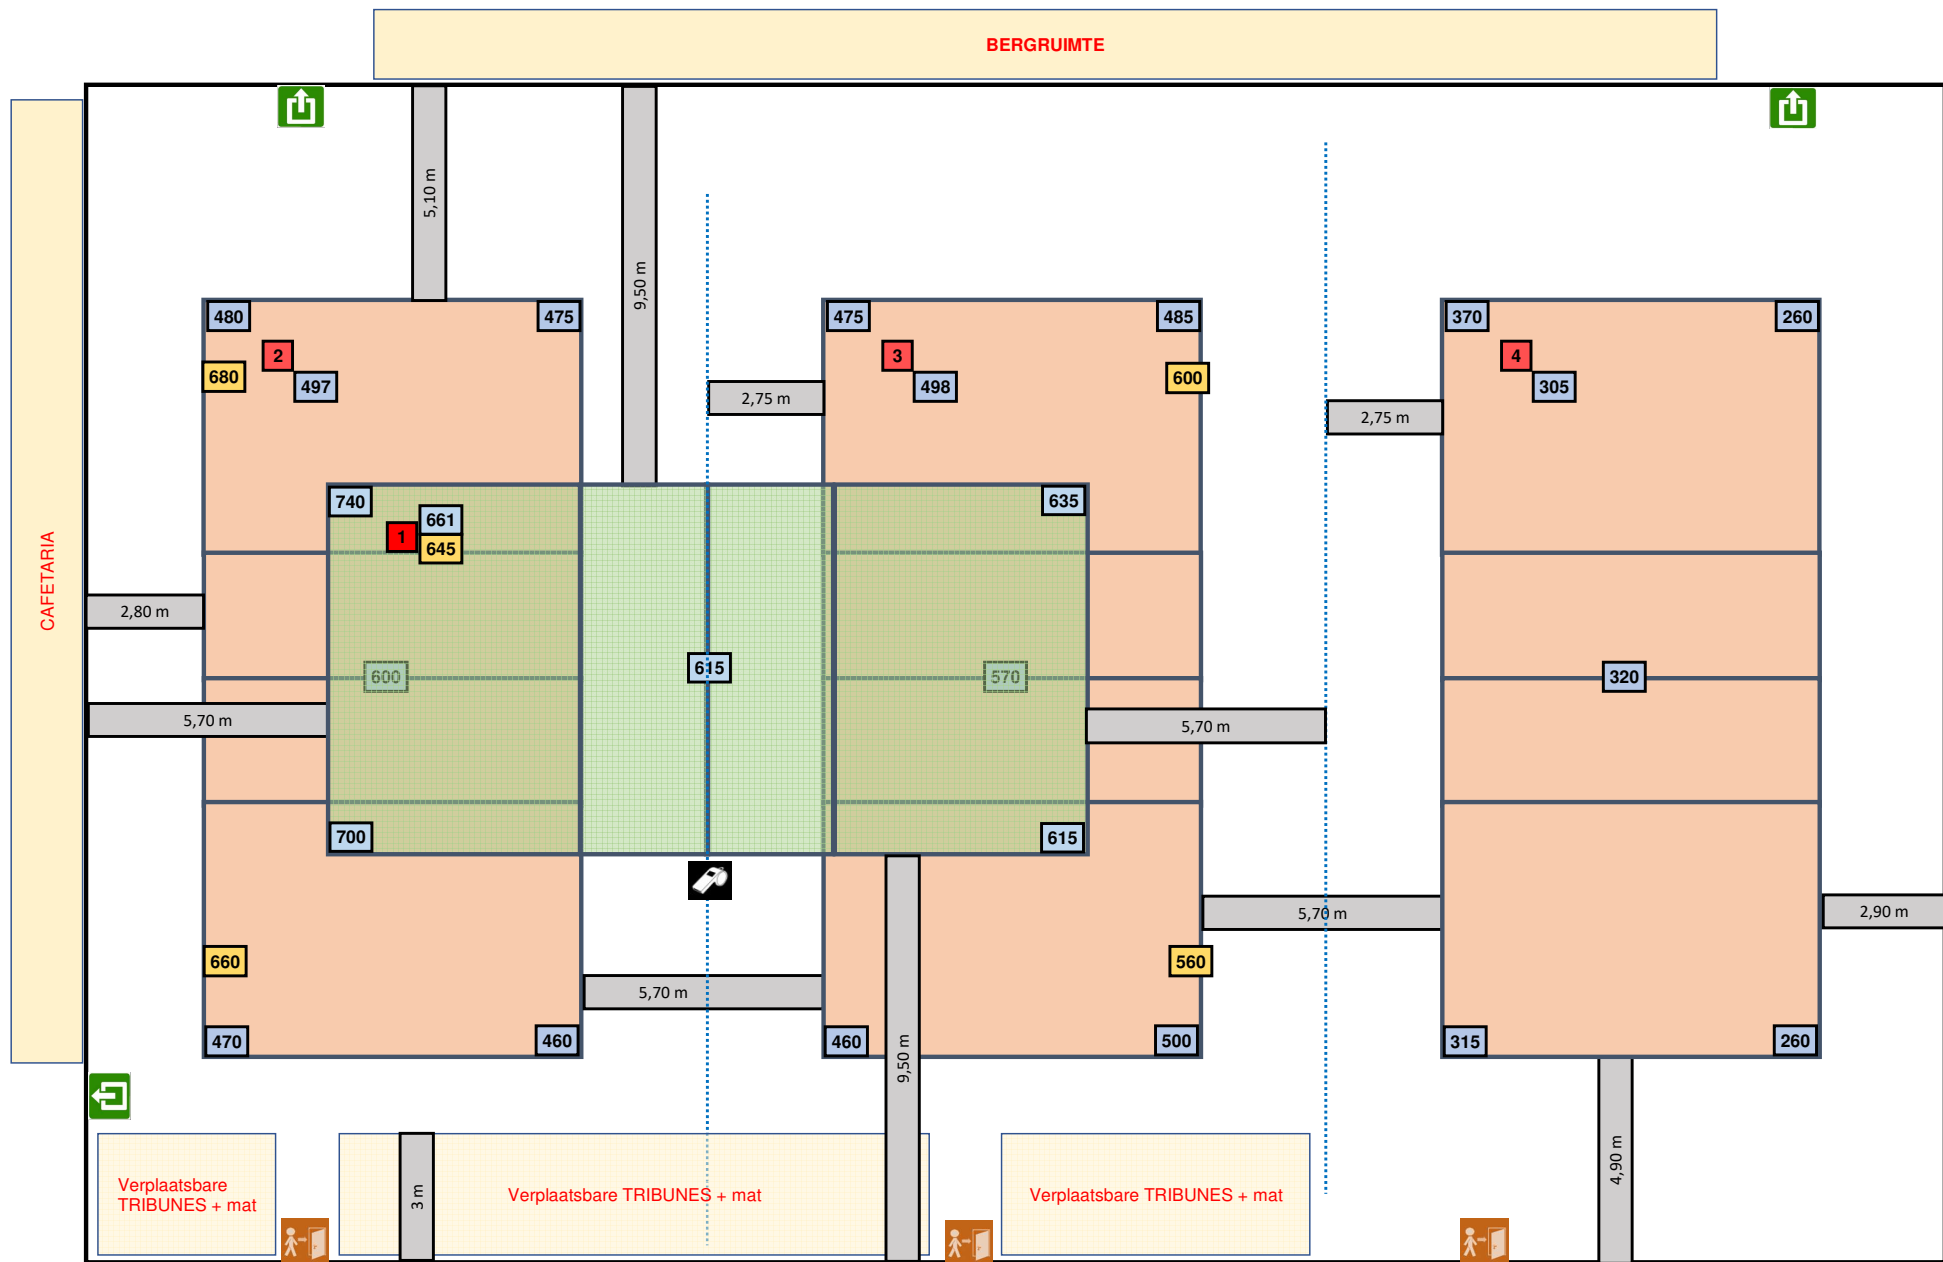 BERGRUIMTE
CAFETARIA
5,10 m
9,50 m
480
475
475
485
370
260
2
3
4
680
497
498
600
305
2,75 m
2,75 m
740
661
635
1
645
2,80 m
600
615
570
320
5,70 m
5,70 m
700
615
5,70 m
2,90 m
660
560
5,70 m
470
460
460
500
315
260
9,50 m
Verplaatsbare
TRIBUNES + mat
3 m
Verplaatsbare TRIBUNES + mat
Verplaatsbare TRIBUNES + mat
4,90 m